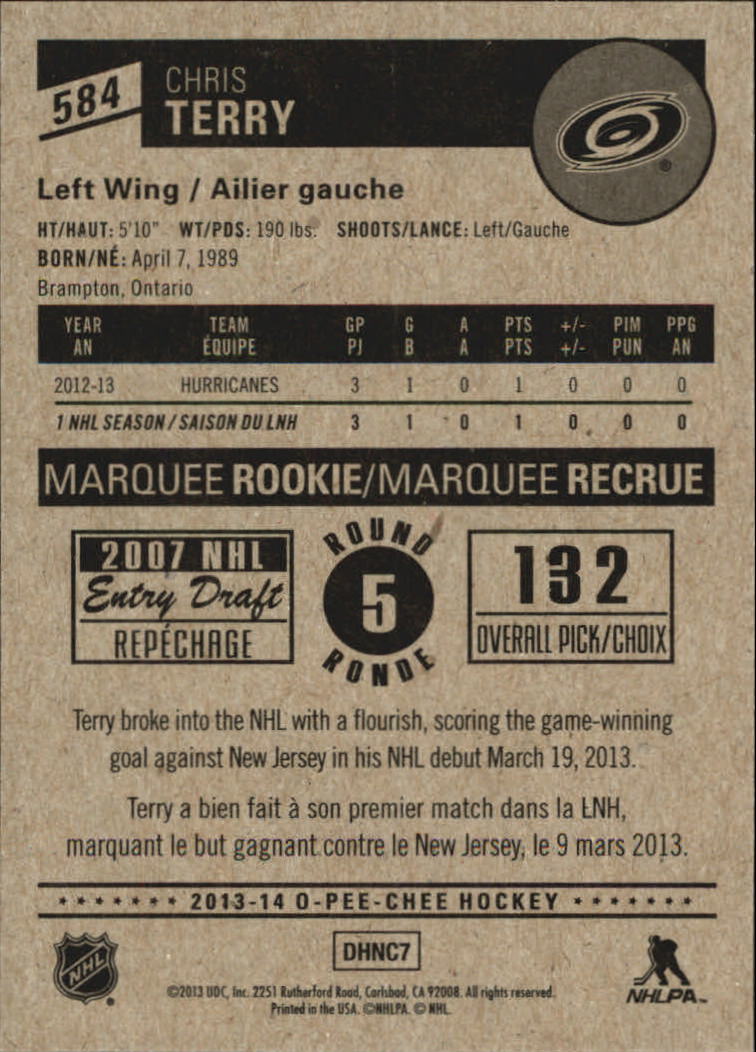 584
CHRIS
TERRY
Left Wing / Ailier gauche
HT/HAUT: 5'10" WT/PDS: 190 lbs. SHOOTS/LANCE: Left/Gauche
BORN/NÉ: April 7, 1989
Brampton, Ontario
YEAR TEAM GP G A PTS +/- PIM PPG
AN ÉQUIPE PJ B A PTS +/- PUN AN
2012-13 HURRICANES 3 1 0 1 0 0 0
1 NHL SEASON / SAISON DU LNH 3 1 0 1 0 0 0
MARQUEE ROOKIE/MARQUEE RECRUE
2007 NHL
Entry Draft
REPÉCHAGE
ROUND
5
RONDE
132
OVERALL PICK/CHOIX
Terry broke into the NHL with a flourish, scoring the game-winning
goal against New Jersey in his NHL debut March 19, 2013.
Terry a bien fait à son premier match dans la LNH,
marquant le but gagnant contre le New Jersey, le 9 mars 2013.
2013-14 O-PEE-CHEE HOCKEY
NHL
DHNC7
©2013 UDC, Inc. 2251 Rutherford Road, Carlsbad, CA 92008. All rights reserved.
Printed in the USA. ©NHLPA. © NHL.
NHLPA™